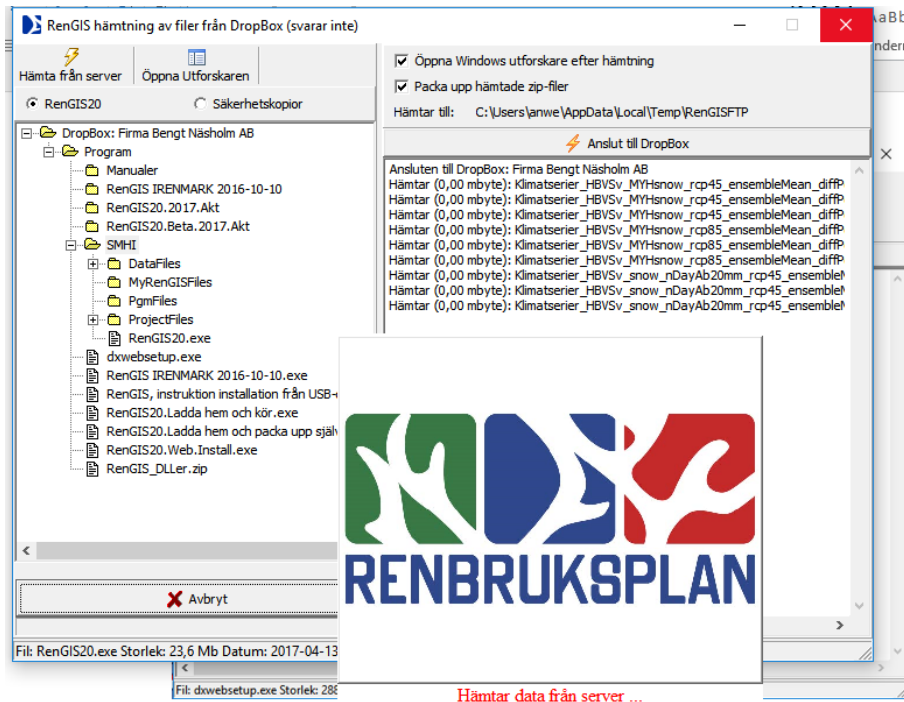 RenGIS hämtning av filer från DropBox (svarar inte)
Hämta från server
Öppna Utforskaren
RenGIS20
Säkerhetskopior
DropBox: Firma Bengt Näsholm AB
Program
Manualer
RenGIS IRENMARK 2016-10-10
RenGIS20.2017.Akt
RenGIS20.Beta.2017.Akt
SMHI
DataFiles
MyRenGISFiles
PgmFiles
ProjectFiles
RenGIS20.exe
dxwebsetup.exe
RenGIS IRENMARK 2016-10-10.exe
RenGIS, instruktion installation från USB-
RenGIS20.Ladda hem och kör.exe
RenGIS20.Ladda hem och packa upp själv
RenGIS20.Web.Install.exe
RenGIS_DLLer.zip
Avbryt
Fil: RenGIS20.exe Storlek: 23,6 Mb Datum: 2017-04-13
Öppna Windows utforskare efter hämtning
Packa upp hämtade zip-filer
Hämtar till: C:\Users\anwe\AppData\Local\Temp\RenGISFTP
Anslut till DropBox
Ansluten till DropBox: Firma Bengt Näsholm AB
Hämtar (0,00 mbyte): Klimatserier_HBVSv_MYHsnow_rcp45_ensembleMean_diffP
Hämtar (0,00 mbyte): Klimatserier_HBVSv_MYHsnow_rcp45_ensembleMean_diffP
Hämtar (0,00 mbyte): Klimatserier_HBVSv_MYHsnow_rcp45_ensembleMean_diffP
Hämtar (0,00 mbyte): Klimatserier_HBVSv_MYHsnow_rcp85_ensembleMean_diffP
Hämtar (0,00 mbyte): Klimatserier_HBVSv_MYHsnow_rcp85_ensembleMean_diffP
Hämtar (0,00 mbyte): Klimatserier_HBVSv_MYHsnow_rcp85_ensembleMean_diffP
Hämtar (0,00 mbyte): Klimatserier_HBVSv_snow_nDayAb20mm_rcp45_ensembleM
Hämtar (0,00 mbyte): Klimatserier_HBVSv_snow_nDayAb20mm_rcp45_ensembleM
Hämtar (0,00 mbyte): Klimatserier_HBVSv_snow_nDayAb20mm_rcp45_ensembleM
RENBRUKSPLAN
Hämtar data från server ...
Fil: dxwebsetup.exe Storlek: 288
AaBb
ndern